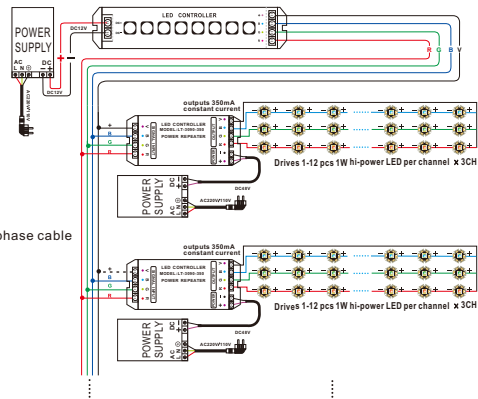 LED CONTROLLER
POWER
SUPPLY
AC DC
L N
DC12V
DC12V
AC220V/110V
R G B V
outputs 350mA
constant current
LED CONTROLLER
MODEL:LT-3060-350
POWER REPEATER
B
G
R
Drives 1-12 pcs 1W hi-power LED per channel x 3CH
DC48V
POWER
SUPPLY
DC
AC
L N
AC220V/110V
phase cable
outputs 350mA
constant current
LED CONTROLLER
MODEL:LT-3060-350
POWER REPEATER
B
G
R
Drives 1-12 pcs 1W hi-power LED per channel x 3CH
DC48V
POWER
SUPPLY
DC
AC
L N
AC220V/110V